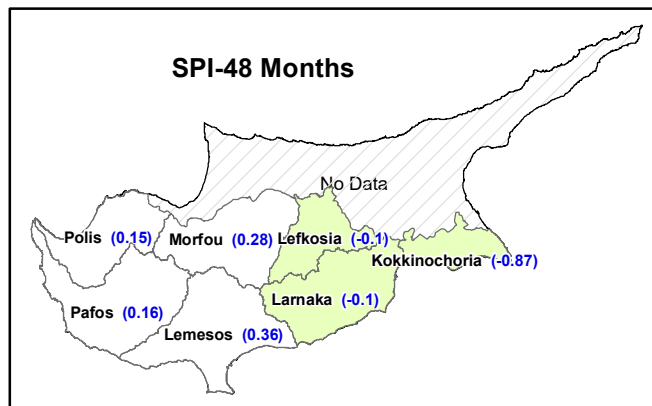 SPI-48 Months
No Data
Polis (0.15)
Morfou (0.28)
Lefkosia (-0.1)
Kokkinochoria (-0.87)
Pafos (0.16)
Larnaka (-0.1)
Lemesos (0.36)